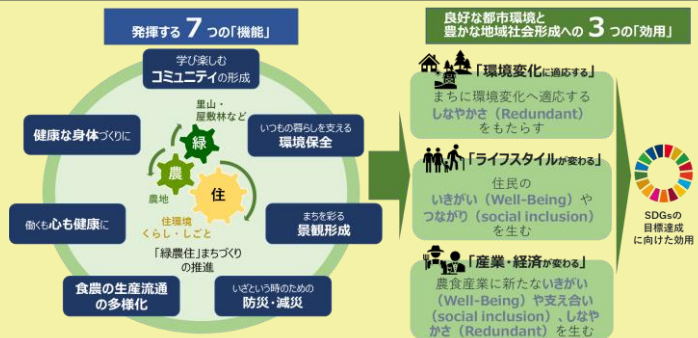 発揮する 7 つの「機能」
学び楽しむ
コミュニティの形成
健康な身体づくりに
いつもの暮らしを支える
環境保全
働くも心も健康に
まちを彩る
景観形成
食農の生産流通
の多様化
いざという時のための
防災・減災
里山・
屋敷林など
緑
農
住
農地
住環境
くらし・しごと
「緑農住」まちづくり
の推進
良好な都市環境と
豊かな地域社会形成への 3 つの「効用」
「環境変化に適応する」
まちに環境変化へ適応する
しなやかさ（Redundant）
をもたらす
「ライフスタイルが変わる」
住民の
いきがい（Well-Being）や
つながり（social inclusion）
を生む
「産業・経済が変わる」
農食産業に新たないきがい
（Well-Being）や支え合い
（social inclusion）、しなや
かさ（Redundant）を生む
SDGsの
目標達成
に向けた効用